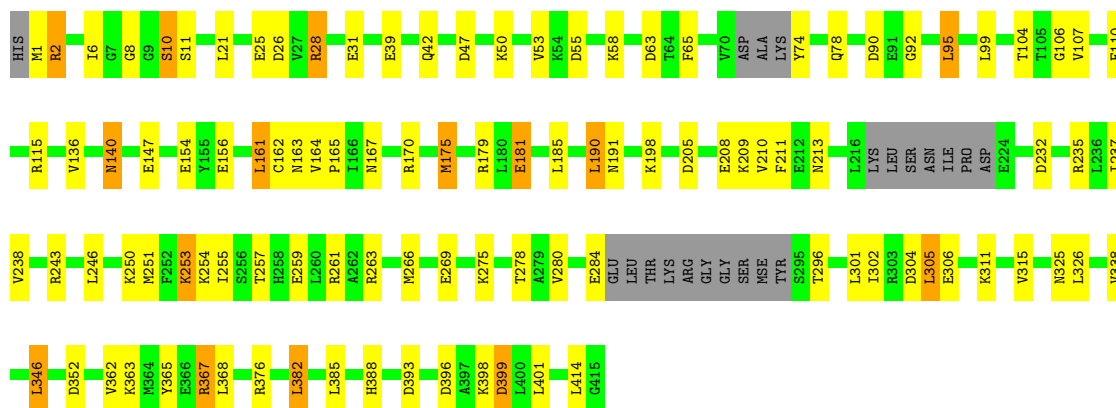 HIS M1 R2 I6 G7 G8 G9 S10 S11 L21 E25 D26 V27 R28 E31 E39 Q42 D47 K50 V53 K54 D55 K58 D63 T64 F65 V70 ASP ALA LYS Y74 Q78 D90 E91 G92 L95 L99 T104 T105 G106 V107
R115 V136 N140 E147 E154 Y155 E156 L161 C162 N163 V164 P165 I166 N167 R170 M175 R179 L180 E181 L185 L190 N191 K198 D205 E208 K209 V210 F211 E212 N213 L216 LYS LEU SER ASN ILE PRO ASP E224 D232 R235 L236
V238 R243 L246 K250 M251 F252 K253 K254 I255 S256 T257 H258 E259 L260 R261 A262 R263 M266 E269 K275 T278 A279 V280 E284 GLU LEU THR LYS ARG GLY GLY SER MSE TYR S295 T296 L301 I302 R303 D304 L305 E306 K311 V315 N325 L326
L346 D352 V362 K363 M364 Y365 E366 R367 L368 R376 L382 L385 H388 D393 D396 A397 K398 D399 L400 L401 L414 G415